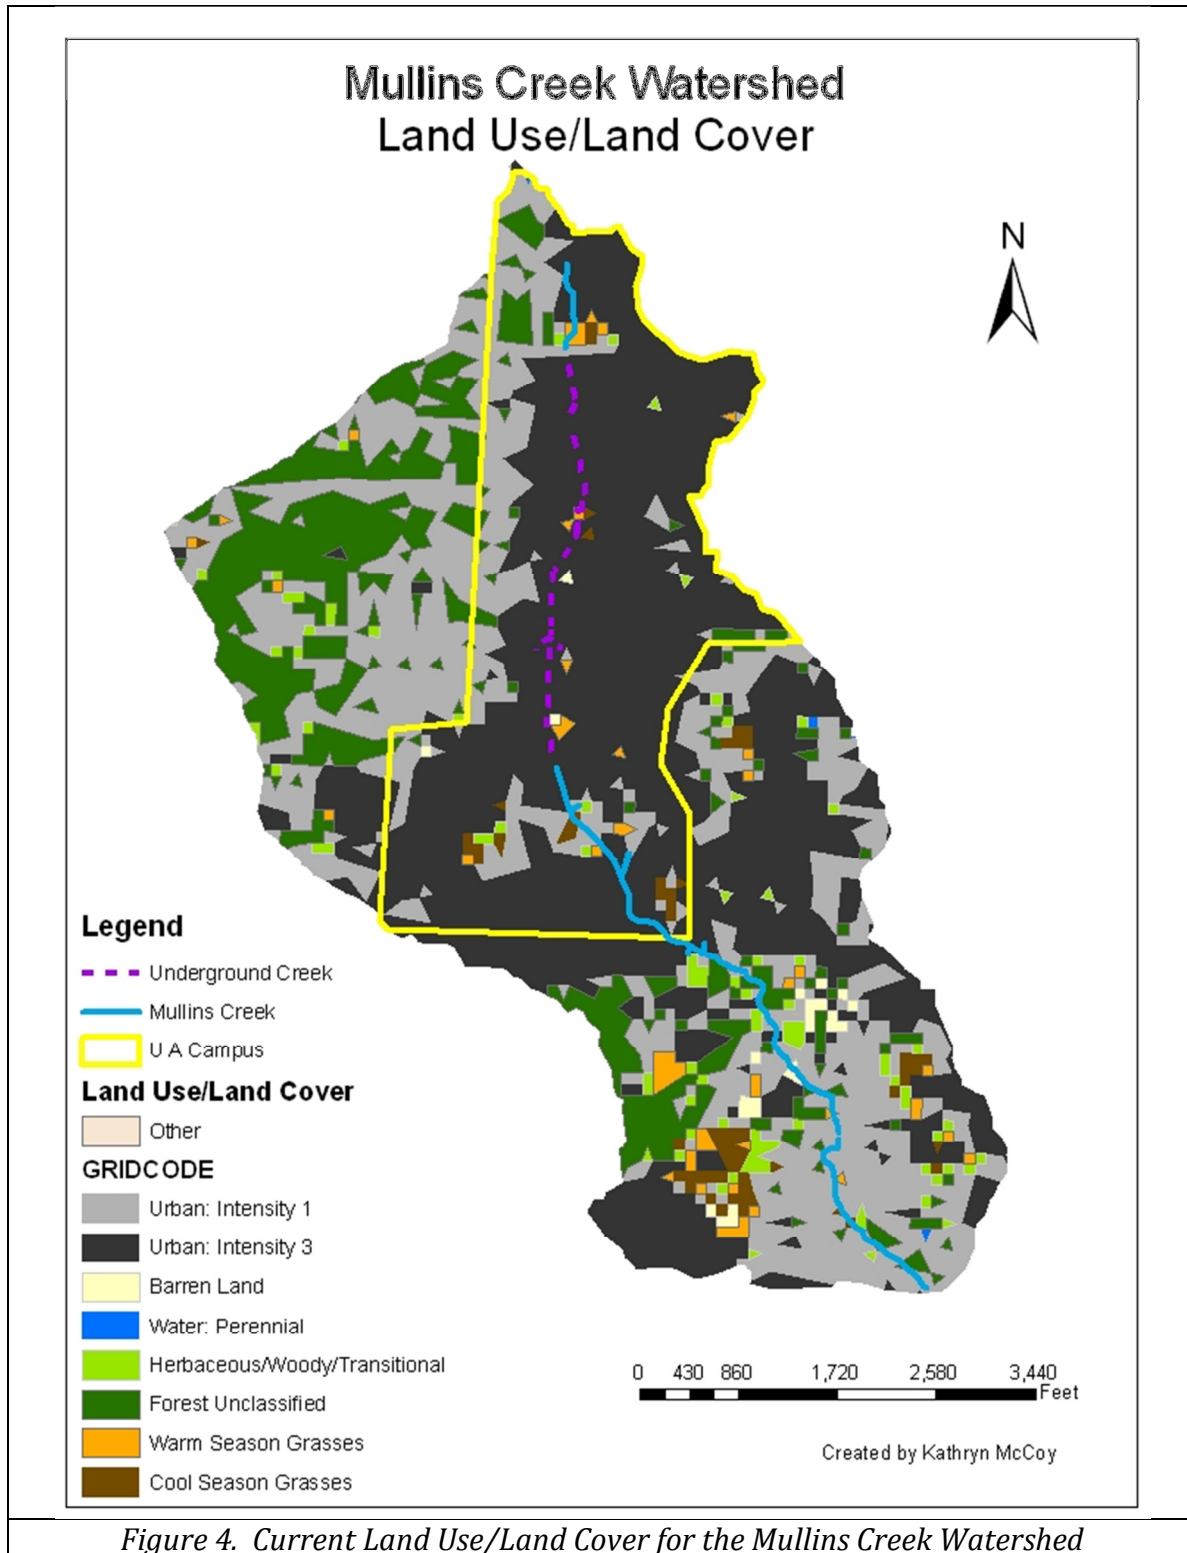 Mullins Creek Watershed
Land Use/Land Cover
N
Legend
Underground Creek
Mullins Creek
U A Campus
Land Use/Land Cover
Other
GRIDCODE
Urban: Intensity 1
Urban: Intensity 3
Barren Land
Water: Perennial
Herbaceous/Woody/Transitional
Forest Unclassified
Warm Season Grasses
Cool Season Grasses
0 430 860 1,720 2,580 3,440
Feet
Created by Kathryn McCoy
Figure 4. Current Land Use/Land Cover for the Mullins Creek Watershed